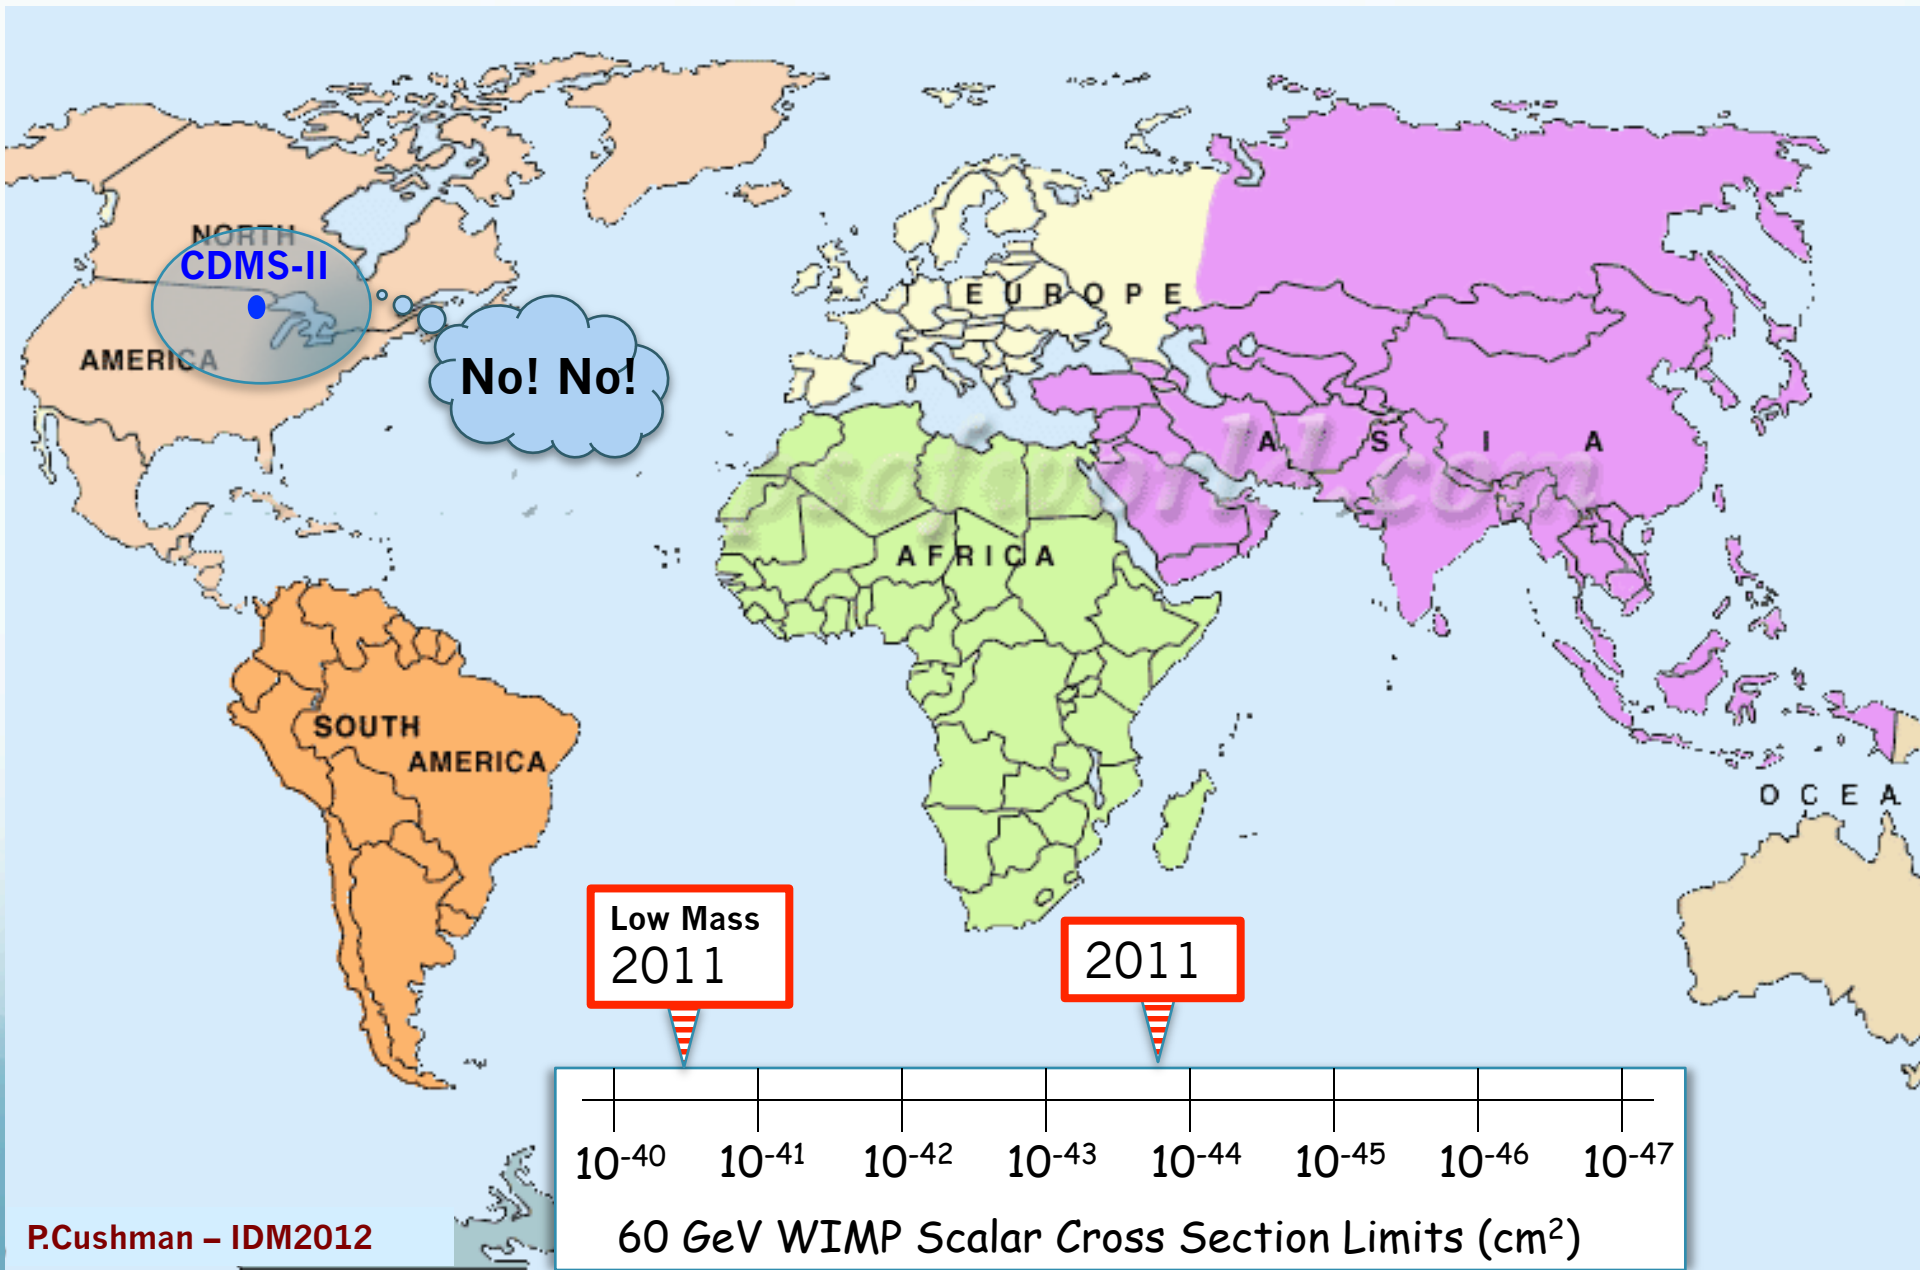 NORTH
CDMS-II
AMERICA
No! No!
EUROPE
ASIA
psofworld.com
AFRICA
SOUTH
AMERICA
OCEA
Low Mass
2011
2011
10-40 10-41 10-42 10-43 10-44 10-45 10-46 10-47
60 GeV WIMP Scalar Cross Section Limits (cm2)
P.Cushman – IDM2012